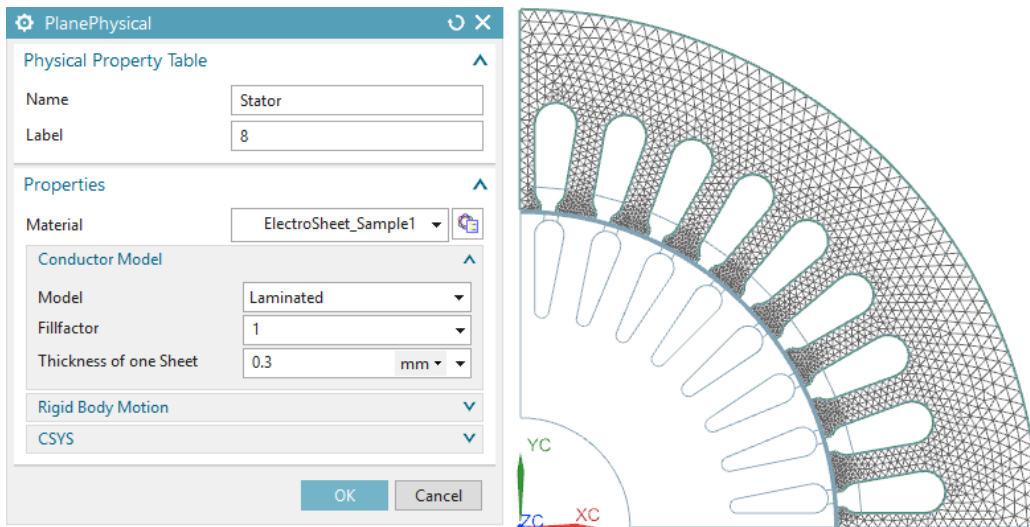 PlanePhysical
Physical Property Table
Name Stator
Label 8
Properties
Material ElectroSheet_Sample1
Conductor Model
Model Laminated
Fillfactor 1
Thickness of one Sheet 0.3 mm
Rigid Body Motion
CSYS
OK Cancel
YC
ZC XC